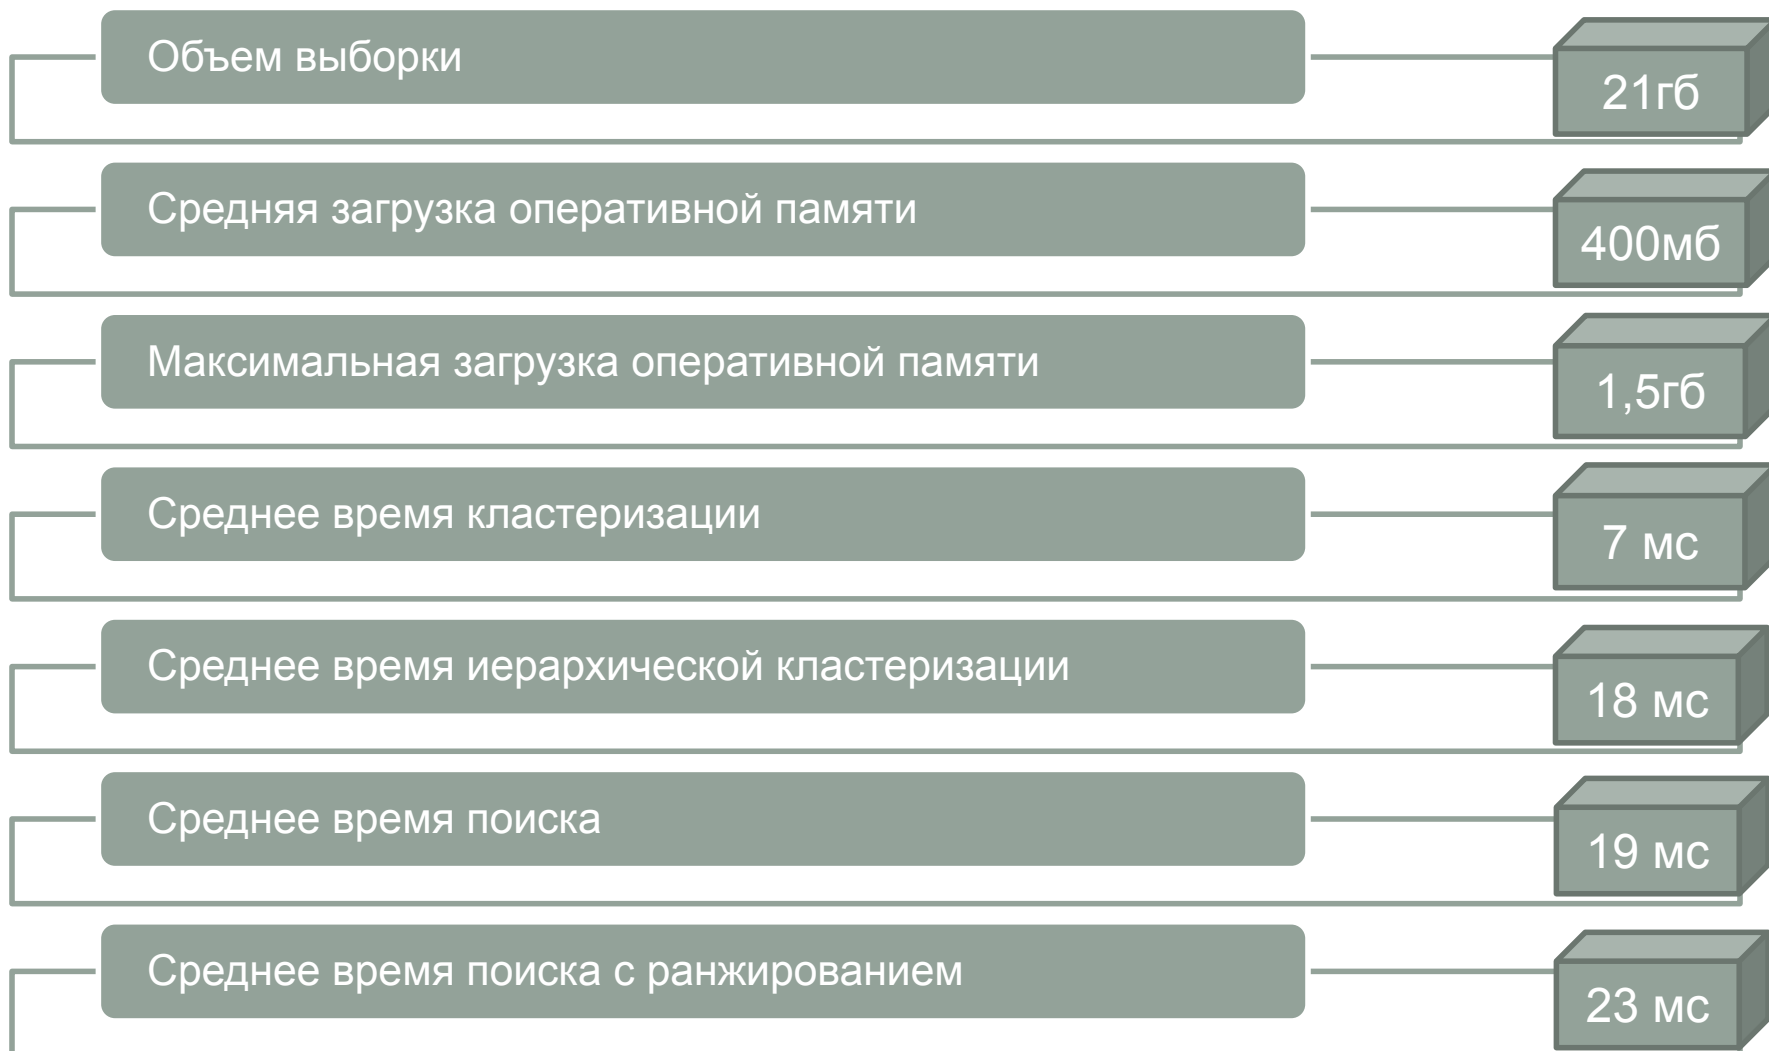 Объем выборки
21гб
Средняя загрузка оперативной памяти
400мб
Максимальная загрузка оперативной памяти
1,5гб
Среднее время кластеризации
7 мс
Среднее время иерархической кластеризации
18 мс
Среднее время поиска
19 мс
Среднее время поиска с ранжированием
23 мс